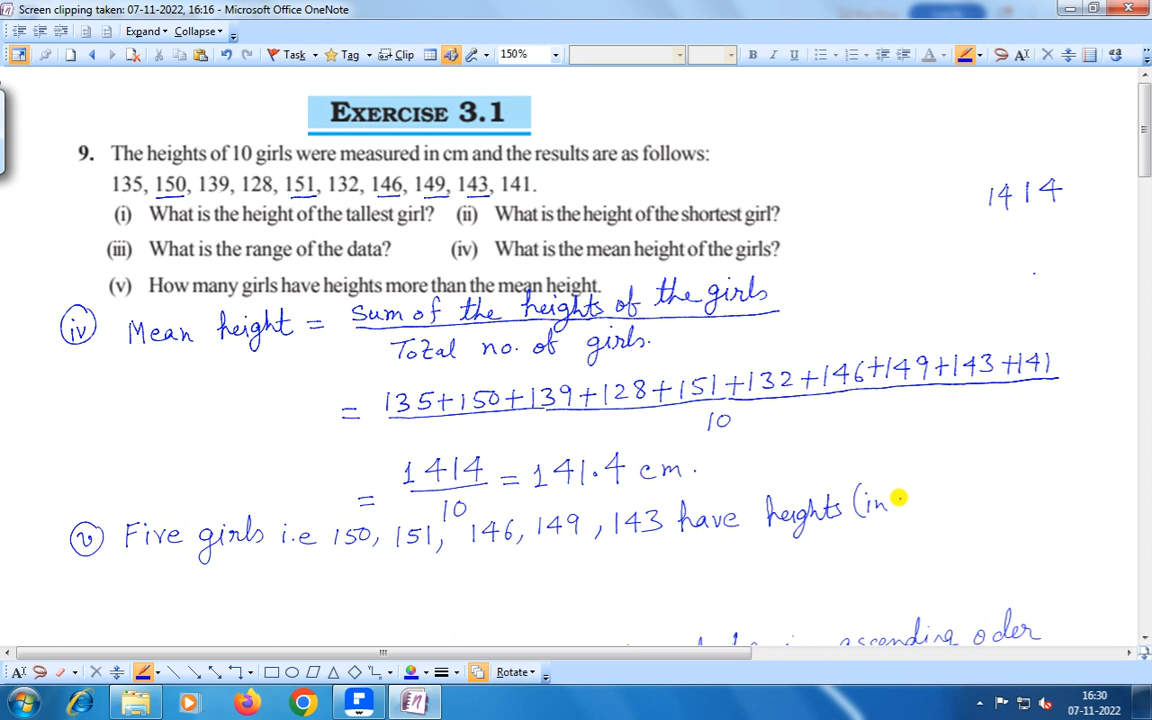 Screen clipping taken: 07-11-2022, 16:16 - Microsoft Office OneNote
Expand Collapse
Task Tag Clip 150% B I U A
EXERCISE 3.1
9. The heights of 10 girls were measured in cm and the results are as follows:
135, 150, 139, 128, 151, 132, 146, 149, 143, 141.
1414
(i) What is the height of the tallest girl? (ii) What is the height of the shortest girl?
(iii) What is the range of the data? (iv) What is the mean height of the girls?
(v) How many girls have heights more than the mean height.
(iv) Mean height = Sum of the heights of the girls
Total no. of girls.
= 135+150+139+128+151+132+146+149+143+141
10
= 1414 = 141.4 cm.
10
(v) Five girls i.e 150, 151, 146, 149, 143 have heights (in
in ascending oder
Rotate
16:30
07-11-2022